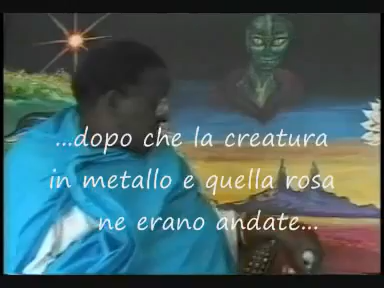 ...dopo che la creatura
in metallo e quella rosa
ne erano andate...